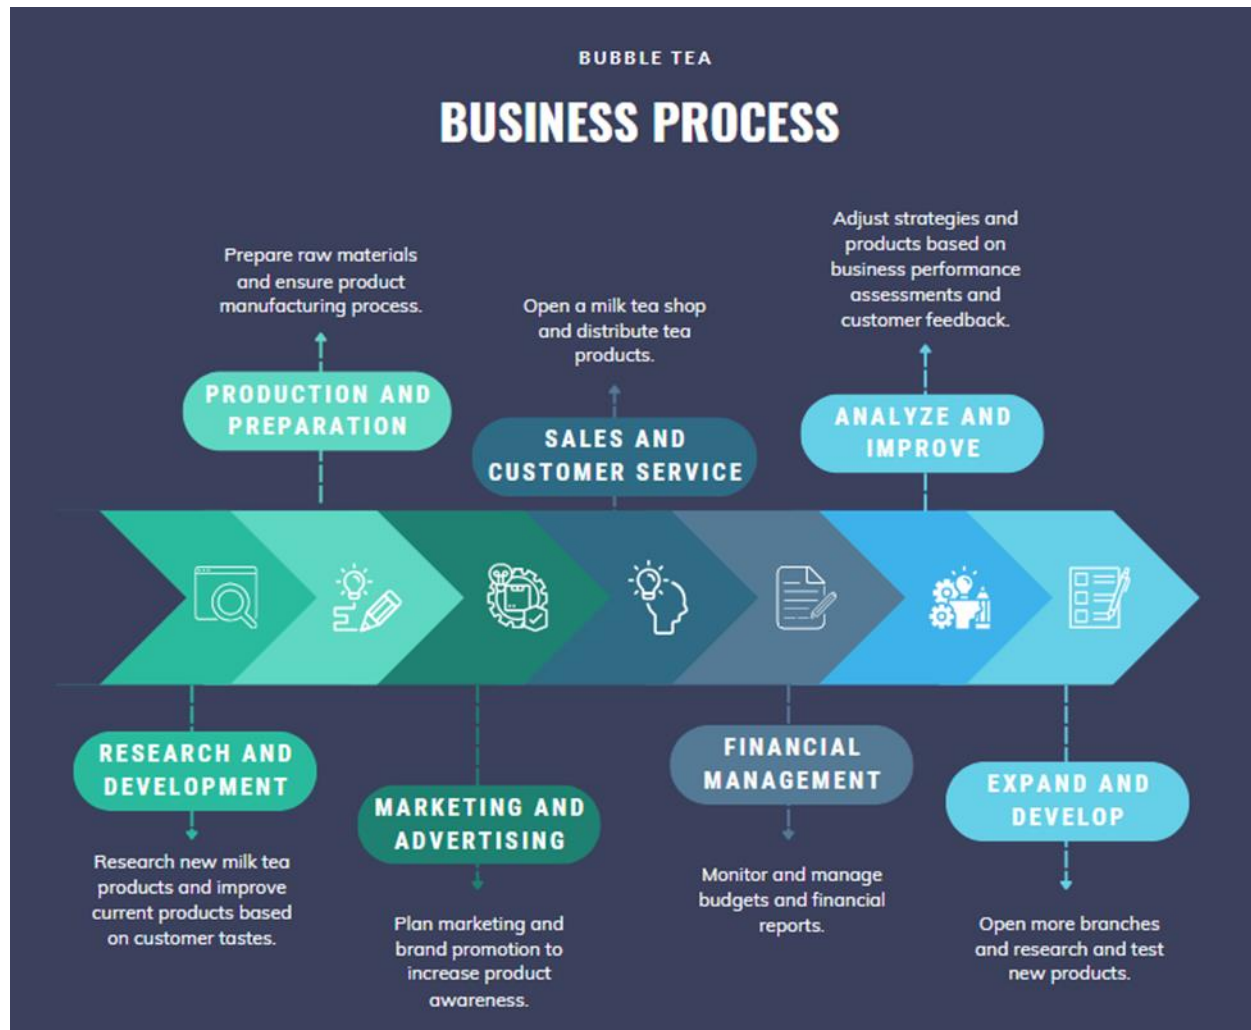 BUBBLE TEA
BUSINESS PROCESS
Prepare raw materials
and ensure product
manufacturing process.
PRODUCTION AND
PREPARATION
Open a milk tea shop
and distribute tea
products.
SALES AND
CUSTOMER SERVICE
Adjust strategies and
products based on
business performance
assessments and
customer feedback.
ANALYZE AND
IMPROVE
RESEARCH AND
DEVELOPMENT
Research new milk tea
products and improve
current products based
on customer tastes.
MARKETING AND
ADVERTISING
Plan marketing and
brand promotion to
increase product
awareness.
FINANCIAL
MANAGEMENT
Monitor and manage
budgets and financial
reports.
EXPAND AND
DEVELOP
Open more branches
and research and test
new products.